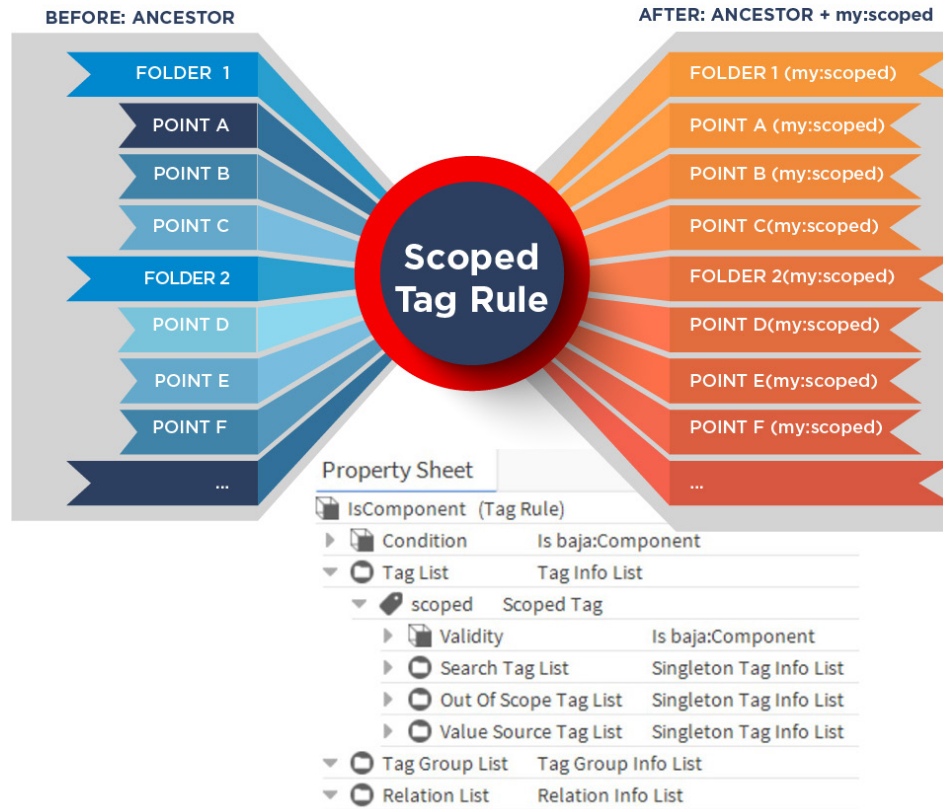 BEFORE: ANCESTOR
FOLDER 1
POINT A
POINT B
POINT C
FOLDER 2
POINT D
POINT E
POINT F
...
Scoped
Tag Rule
AFTER: ANCESTOR + my:scoped
FOLDER 1 (my:scoped)
POINT A (my:scoped)
POINT B (my:scoped)
POINT C(my:scoped)
FOLDER 2(my:scoped)
POINT D(my:scoped)
POINT E(my:scoped)
POINT F (my:scoped)
...
Property Sheet
IsComponent (Tag Rule)
Condition Is baja:Component
Tag List Tag Info List
scoped Scoped Tag
Validity Is baja:Component
Search Tag List Singleton Tag Info List
Out Of Scope Tag List Singleton Tag Info List
Value Source Tag List Singleton Tag Info List
Tag Group List Tag Group Info List
Relation List Relation Info List